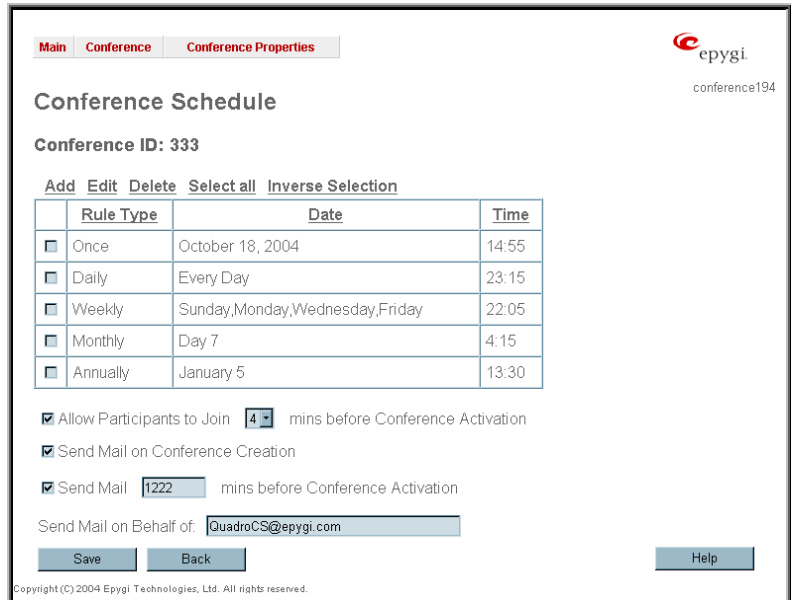 Main Conference Conference Properties
epygi
conference194
Conference Schedule
Conference ID: 333
Add Edit Delete Select all Inverse Selection
Rule Type Date Time
Once October 18, 2004 14:55
Daily Every Day 23:15
Weekly Sunday,Monday,Wednesday,Friday 22:05
Monthly Day 7 4:15
Annually January 5 13:30
Allow Participants to Join 4 mins before Conference Activation
Send Mail on Conference Creation
Send Mail 1222 mins before Conference Activation
Send Mail on Behalf of: QuadroCS@epygi.com
Save Back Help
Copyright (C) 2004 Epygi Technologies, Ltd. All rights reserved.